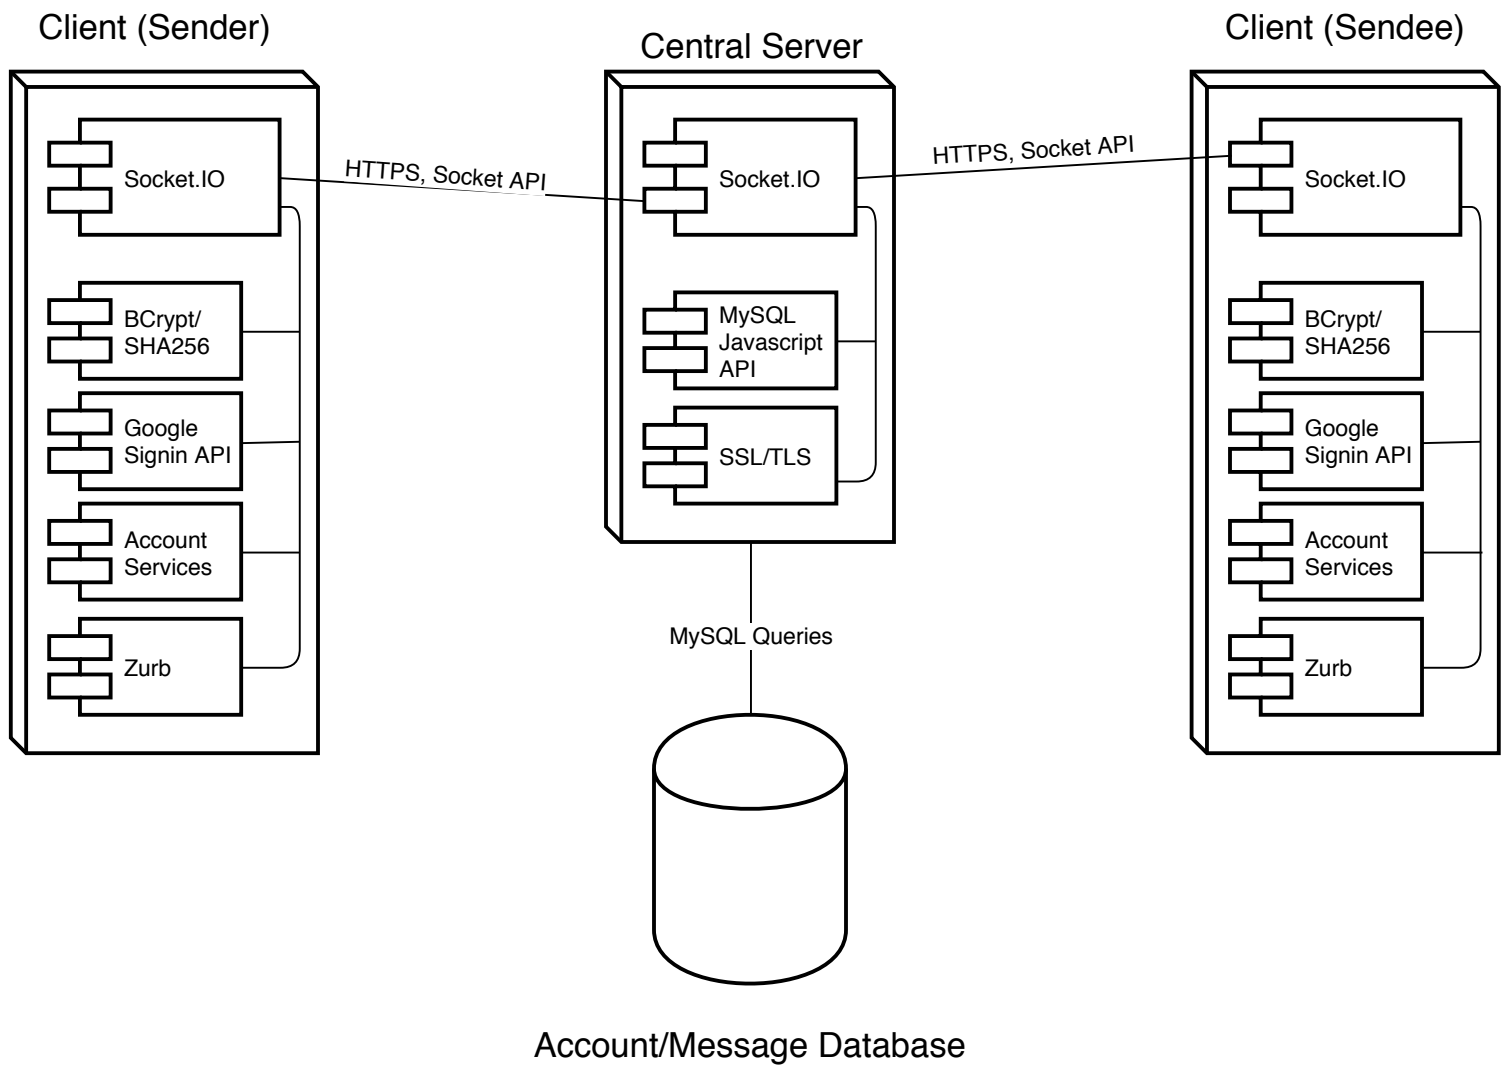 Client (Sender)
Central Server
Client (Sendee)
Socket.IO
HTTPS, Socket API
Socket.IO
HTTPS, Socket API
Socket.IO
BCrypt/
SHA256
Google
Signin API
Account
Services
Zurb
MySQL
Javascript
API
SSL/TLS
BCrypt/
SHA256
Google
Signin API
Account
Services
Zurb
MySQL Queries
Account/Message Database